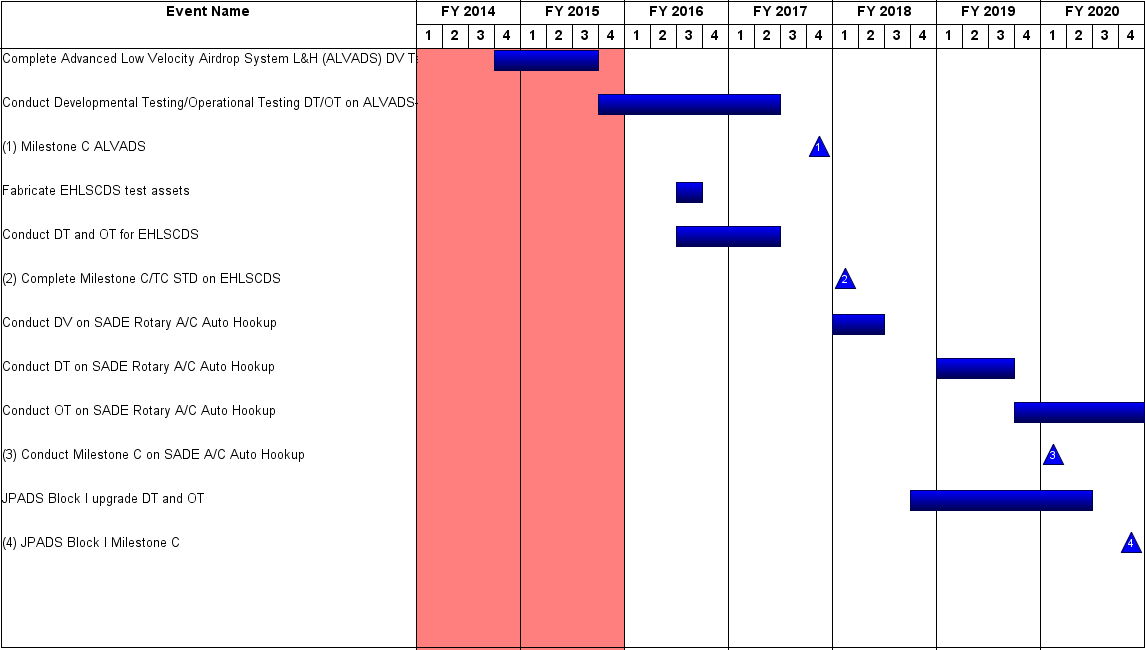 Event Name FY 2014 FY 2015 FY 2016 FY 2017 FY 2018 FY 2019 FY 2020
1 2 3 4 1 2 3 4 1 2 3 4 1 2 3 4 1 2 3 4 1 2 3 4 1 2 3 4
Complete Advanced Low Velocity Airdrop System L&H (ALVADS) DV T
Conduct Developmental Testing/Operational Testing DT/OT on ALVADS-
(1) Milestone C ALVADS 1
Fabricate EHLSCDS test assets
Conduct DT and OT for EHLSCDS
(2) Complete Milestone C/TC STD on EHLSCDS 2
Conduct DV on SADE Rotary A/C Auto Hookup
Conduct DT on SADE Rotary A/C Auto Hookup
Conduct OT on SADE Rotary A/C Auto Hookup
(3) Conduct Milestone C on SADE A/C Auto Hookup 3
JPADS Block I upgrade DT and OT
(4) JPADS Block I Milestone C 4